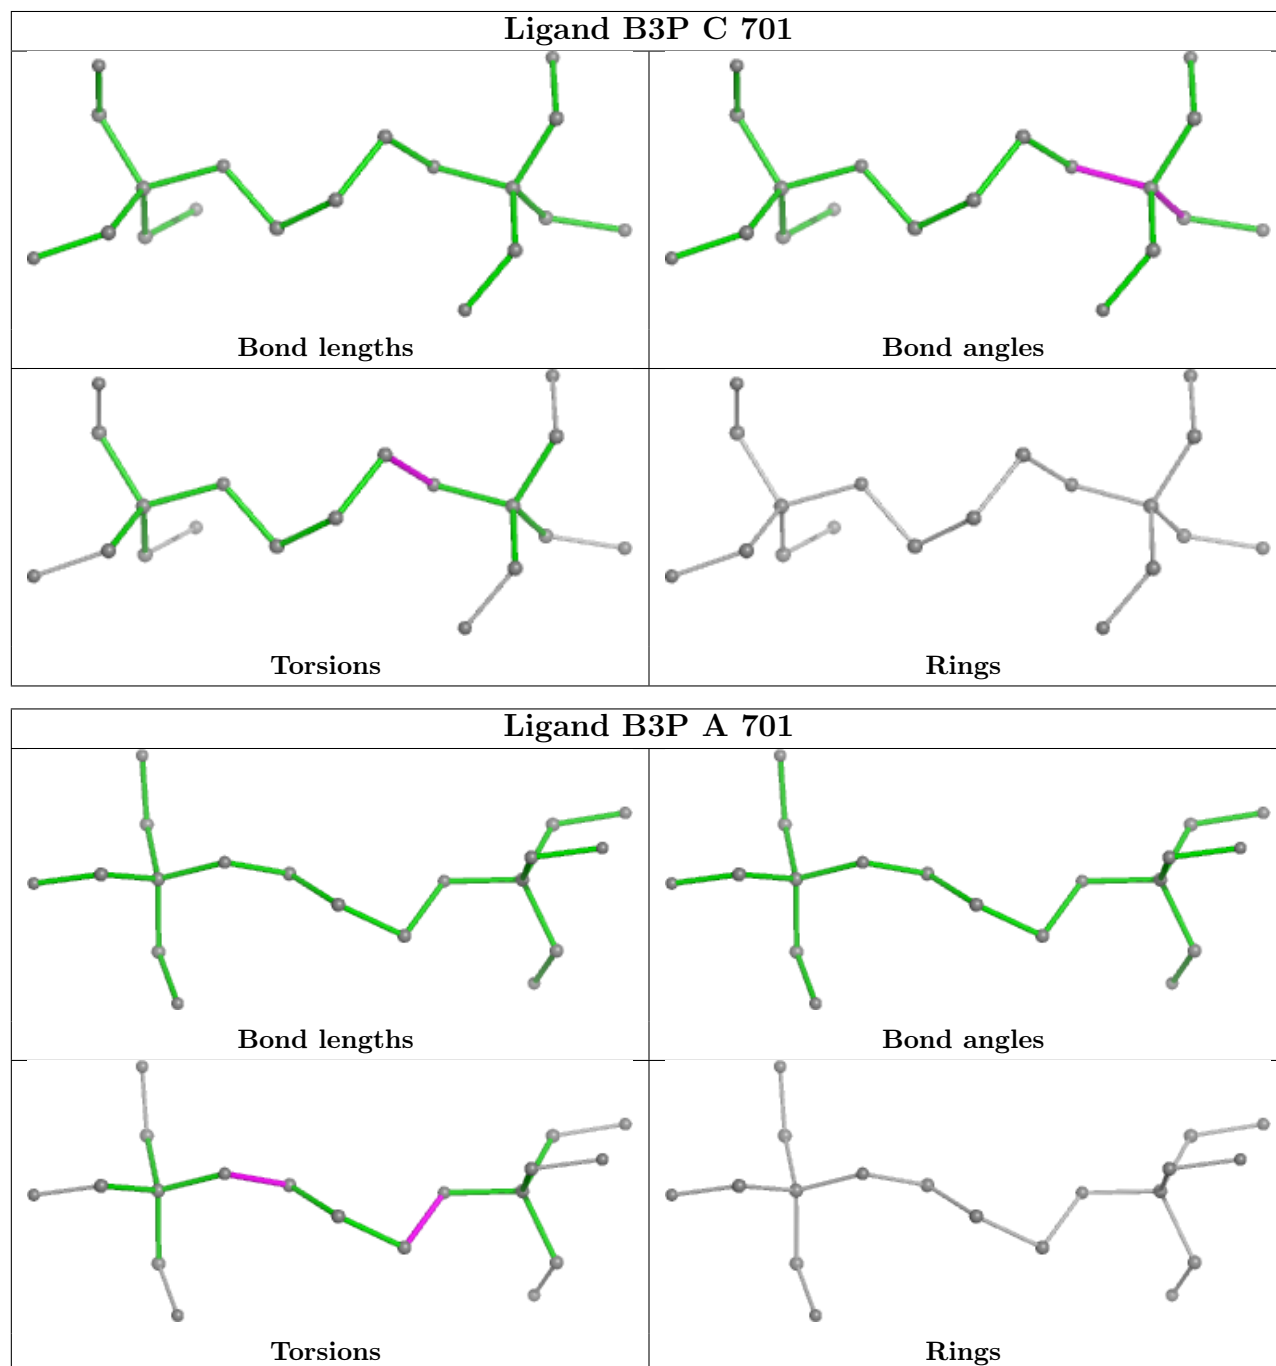 Ligand B3P C 701
Bond lengths
Bond angles
Torsions
Rings
Ligand B3P A 701
Bond lengths
Bond angles
Torsions
Rings